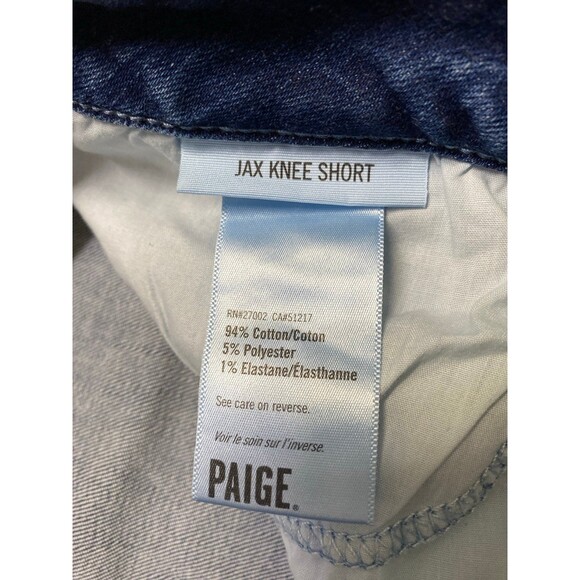 JAX KNEE SHORT
RN#27002 CA#51217
94% Cotton/Coton
5% Polyester
1% Elastane/Élasthanne
See care on reverse.
Voir le soin sur l'inverse.
PAIGE.